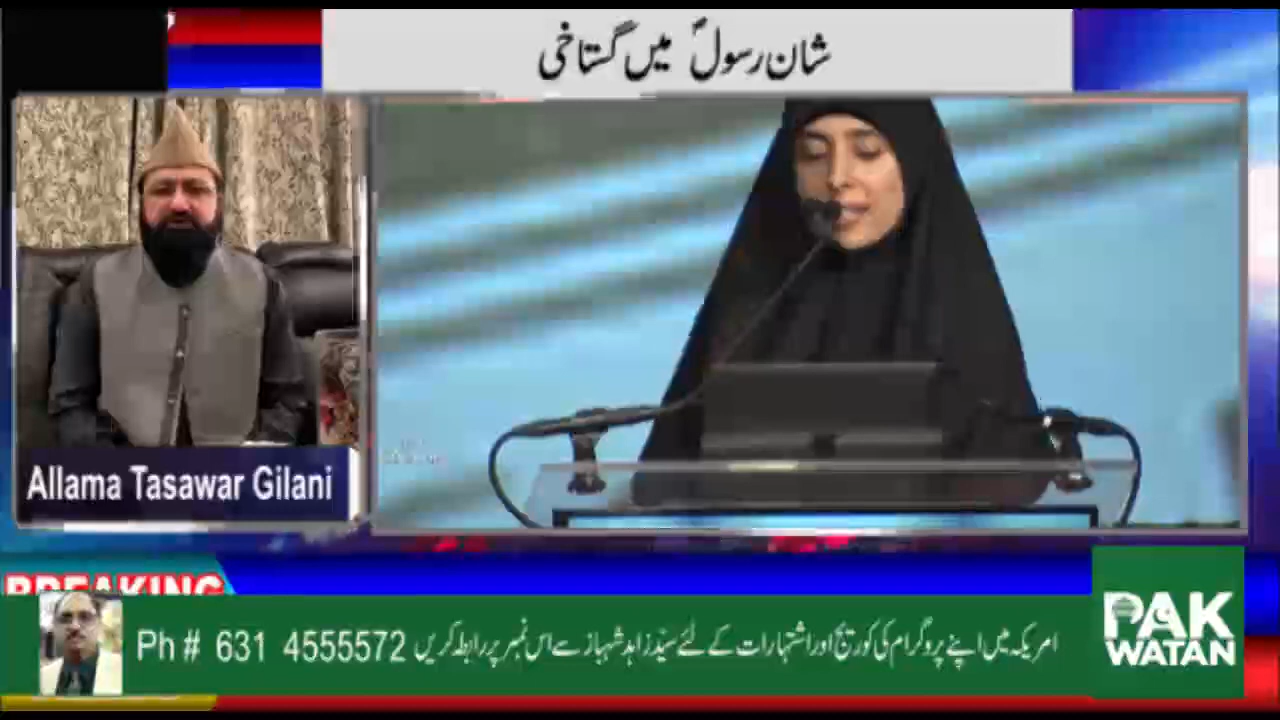 شان رسولؐ میں گستاخی
Allama Tasawar Gilani
BREAKING
Ph # 631 4555572 امریکہ میں اپنے پروگرام کی کوریج اور اشتہارات کے لئے سیّد زاہد شہباز سے اس نمبر پر رابطہ کریں
PAK
WATAN